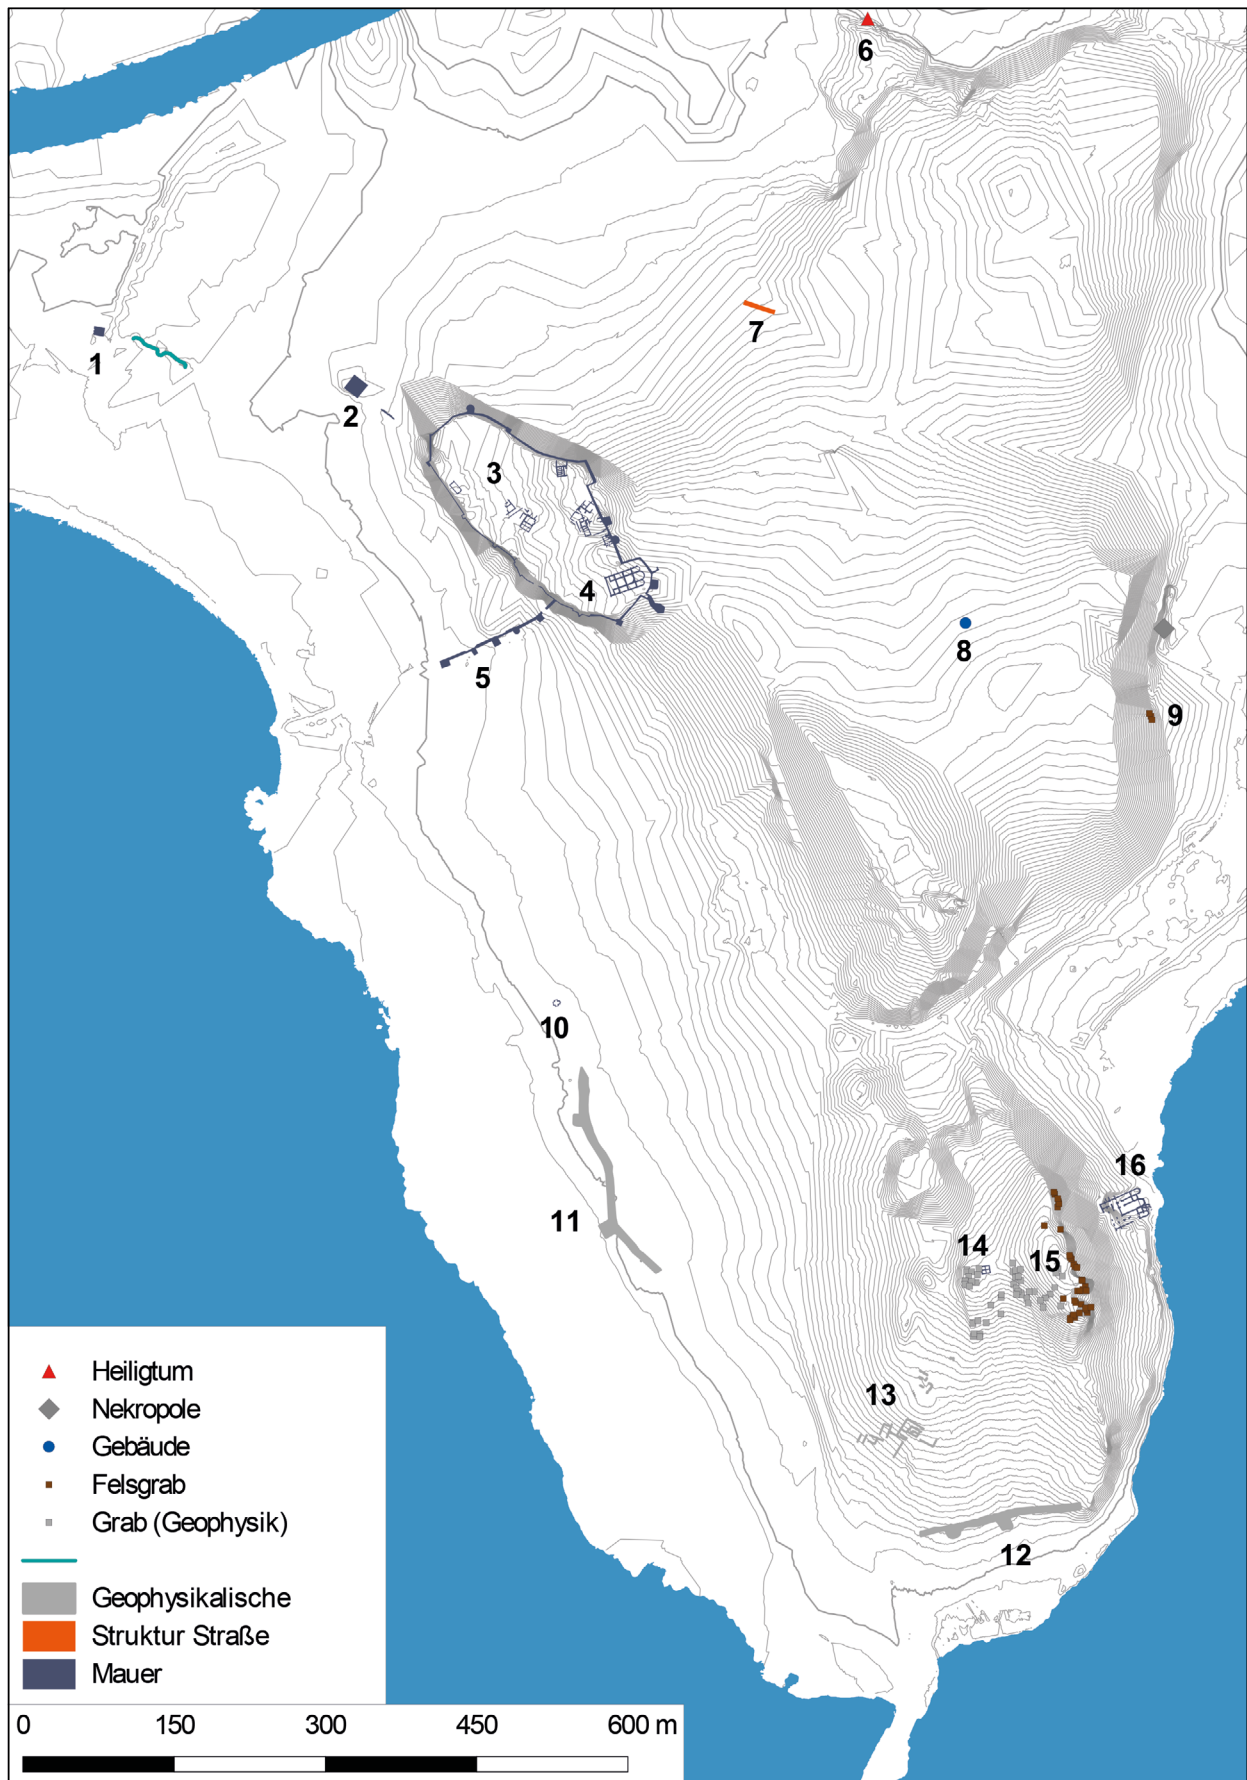 6
7
1
2
3
4
5
8
9
10
11
16
14
15
13
12
Heiligtum
Nekropole
Gebäude
Felsgrab
Grab (Geophysik)
Geophysikalische
Struktur Straße
Mauer
0 150 300 450 600 m